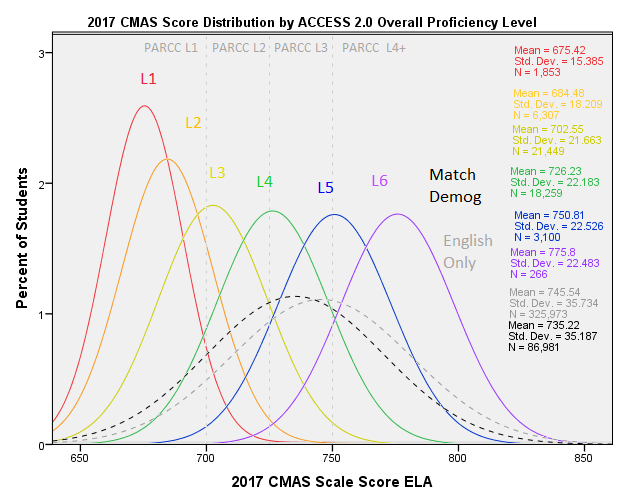 2017 CMAS Score Distribution by ACCESS 2.0 Overall Proficiency Level
PARCC L1 PARCC L2 PARCC L3 PARCC L4+
3
2
1
0
Percent of Students
L1
L2
L3
L4
L5
L6
Match
Demog
English
Only
Mean = 675.42
Std. Dev. = 15.385
N = 1,853
Mean = 684.48
Std. Dev. = 18.209
N = 6,307
Mean = 702.55
Std. Dev. = 21.663
N = 21,449
Mean = 726.23
Std. Dev. = 22.183
N = 18,259
Mean = 750.81
Std. Dev. = 22.526
N = 3,100
Mean = 775.8
Std. Dev. = 22.483
N = 266
Mean = 745.54
Std. Dev. = 35.734
N = 325,973
Mean = 735.22
Std. Dev. = 35.187
N = 86,981
650 700 750 800 850
2017 CMAS Scale Score ELA